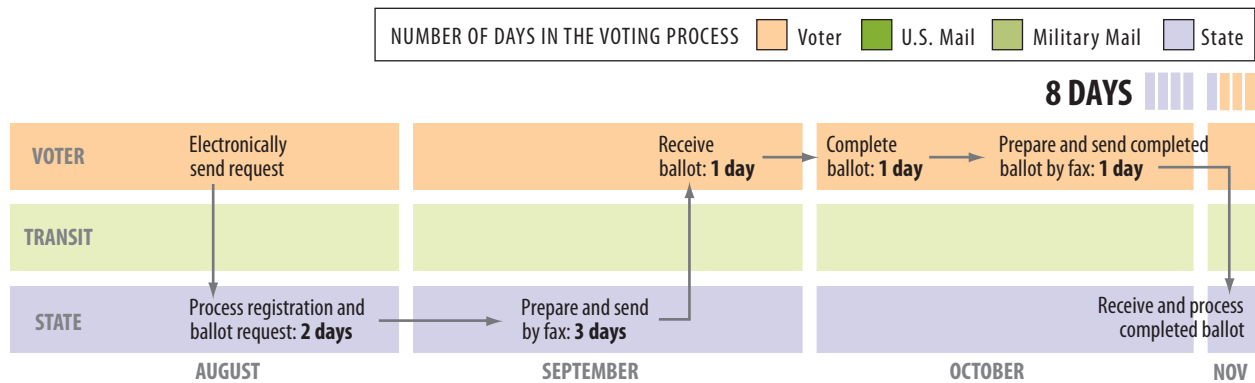 NUMBER OF DAYS IN THE VOTING PROCESS Voter U.S. Mail Military Mail State
8 DAYS
VOTER
Electronically
send request
Receive
ballot: 1 day
Complete
ballot: 1 day
Prepare and send completed
ballot by fax: 1 day
TRANSIT
STATE
Process registration and
ballot request: 2 days
Prepare and send
by fax: 3 days
Receive and process
completed ballot
AUGUST SEPTEMBER OCTOBER NOV